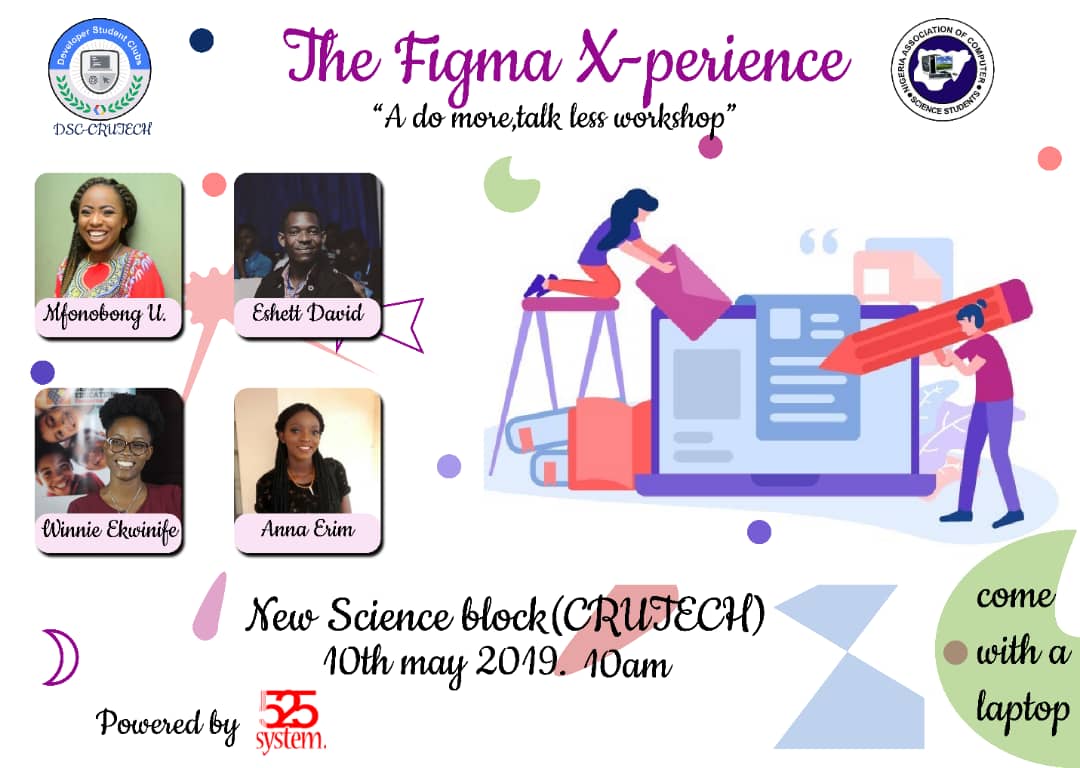 Developer Student Clubs
DSC-CRUTECH
The Figma X-perience
“A do more,talk less workshop”
NIGERIA ASSOCIATION OF COMPUTER
SCIENCE STUDENTS
Mfonobong U.
Eshett David
Winnie Ekwinife
Anna Erim
New Science block(CRUTECH)
10th may 2019. 10am
come
with a
laptop
Powered by
525
system.